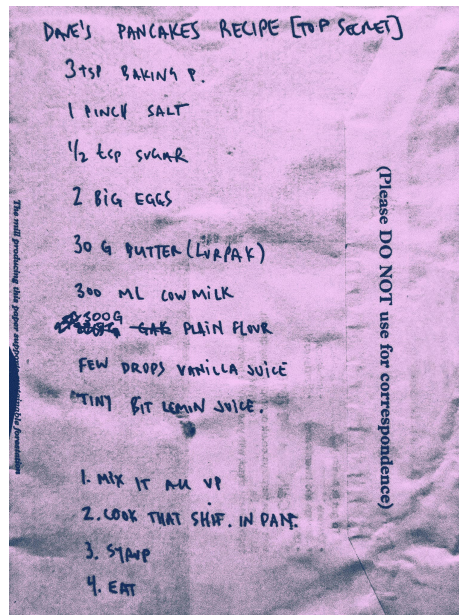 DAVE'S PANCAKES RECIPE [TOP SECRET]
3 tsp BAKING P.
1 PINCH SALT
1/2 tsp SUGAR
2 BiG EGGS
30 G BUTTER (LURPAK)
300 ML COW MILK
300G PLAIN FLOUR
FEW DROPS VANILLA JUICE
TINY BIT LEMIN JUICE.
1. MIX IT ALL UP
2. COOK THAT SHIT. IN PAN.
3. SYRUP
4. EAT
(Please DO NOT use for correspondence)
The mill producing this paper supports sustainable forestation